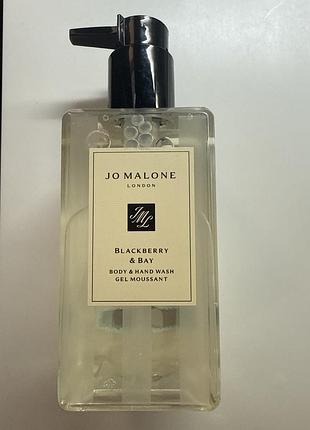 JO MALONE
LONDON
JML
BLACKBERRY
& BAY
BODY & HAND WASH
GEL MOUSSANT